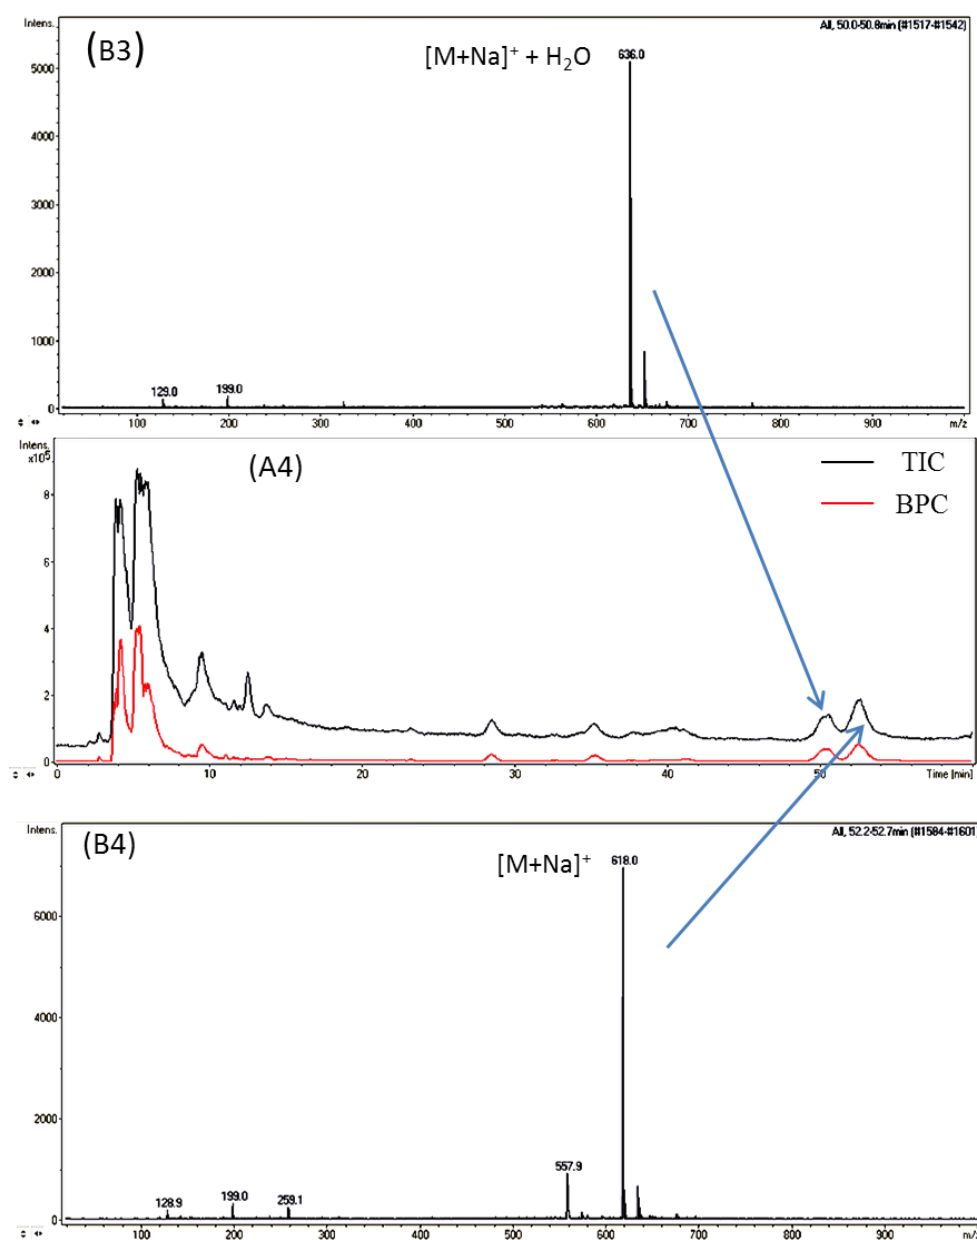 Intens.
All, 50.0-50.8min (#1517-#1542)
(B3)
[M+Na]⁺ + H₂O
636.0
5000
4000
3000
2000
1000
0
129.0
199.0
100 200 300 400 500 600 700 800 900 m/z
Intens.
x10⁵
(A4)
TIC
BPC
8
6
4
2
0
0 10 20 30 40 50 Time [min]
Intens.
All, 52.2-52.7min (#1584-#1601)
(B4)
[M+Na]⁺
618.0
6000
4000
2000
0
128.9
199.0
259.1
557.9
100 200 300 400 500 600 700 800 900 m/z